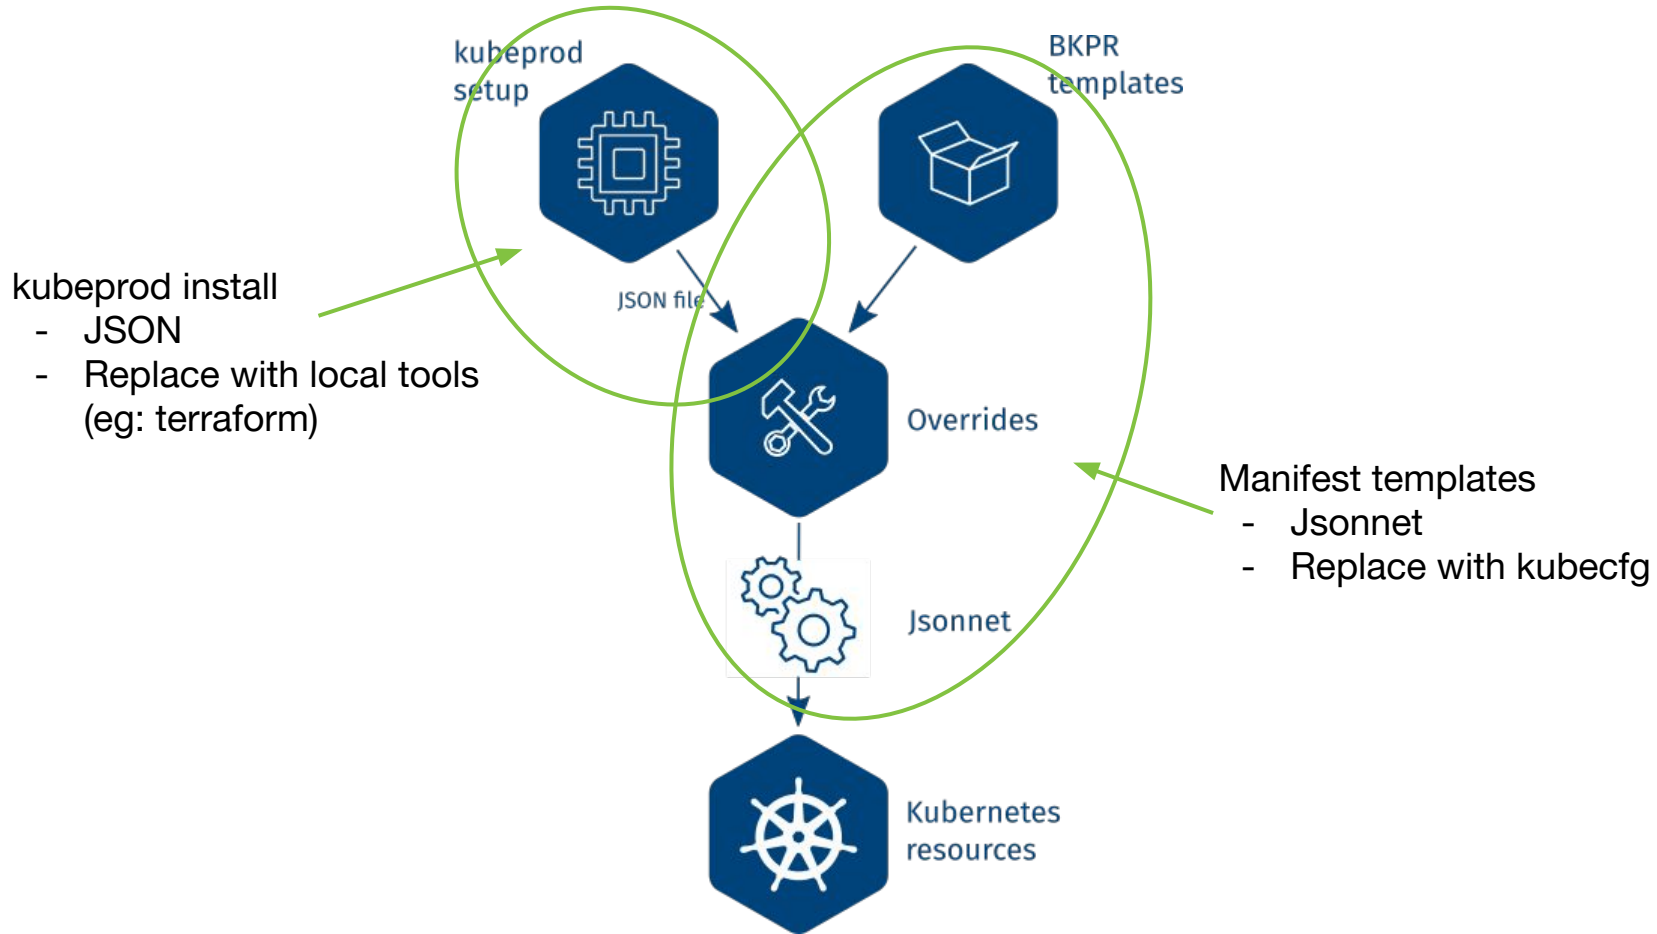 kubeprod
setup
BKPR
templates
kubeprod install
- JSON
- Replace with local tools
(eg: terraform)
JSON file
Overrides
Manifest templates
- Jsonnet
- Replace with kubecfg
Jsonnet
Kubernetes
resources